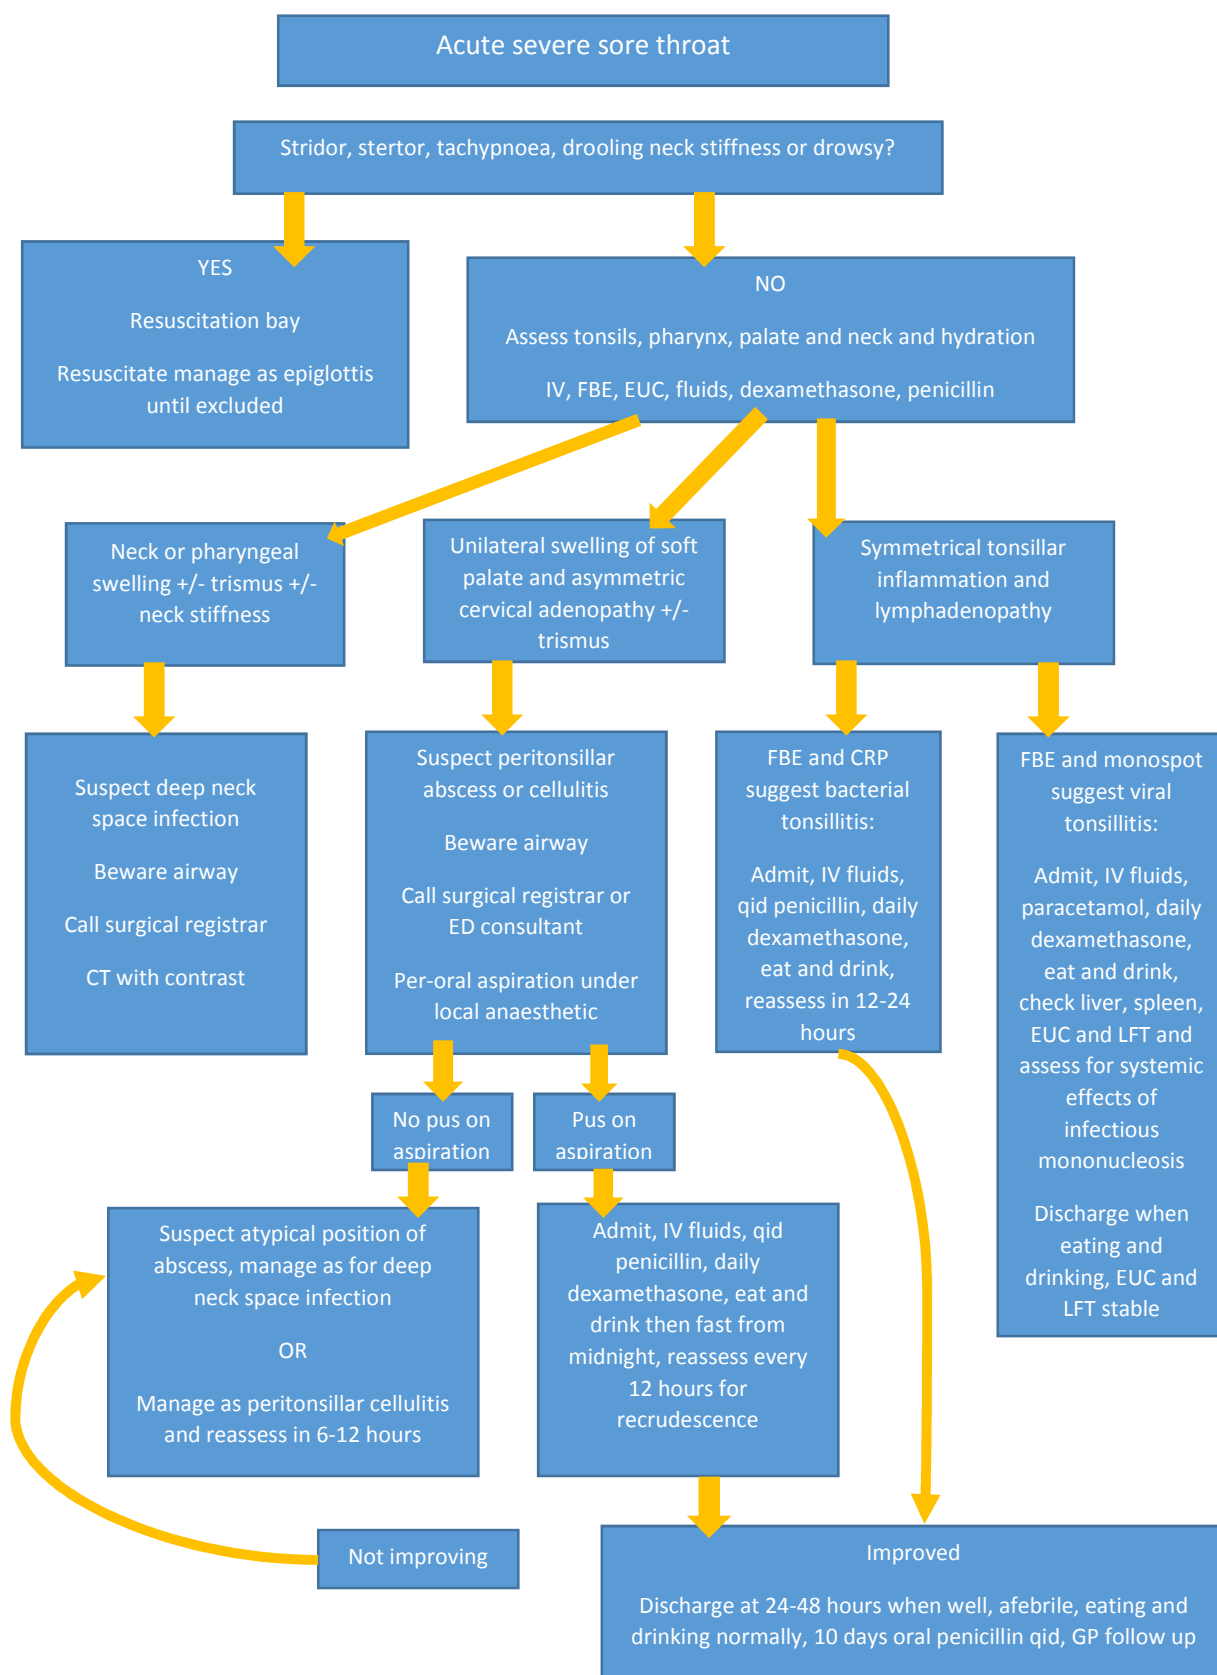 Acute severe sore throat
Stridor, stertor, tachypnoea, drooling neck stiffness or drowsy?
YES
Resuscitation bay
Resuscitate manage as epiglottis
until excluded
NO
Assess tonsils, pharynx, palate and neck and hydration
IV, FBE, EUC, fluids, dexamethasone, penicillin
Neck or pharyngeal
swelling +/- trismus +/-
neck stiffness
Unilateral swelling of soft
palate and asymmetric
cervical adenopathy +/-
trismus
Symmetrical tonsillar
inflammation and
lymphadenopathy
Suspect deep neck
space infection
Beware airway
Call surgical registrar
CT with contrast
Suspect peritonsillar
abscess or cellulitis
Beware airway
Call surgical registrar or
ED consultant
Per-oral aspiration under
local anaesthetic
FBE and CRP
suggest bacterial
tonsillitis:
Admit, IV fluids,
qid penicillin, daily
dexamethasone,
eat and drink,
reassess in 12-24
hours
FBE and monospot
suggest viral
tonsillitis:
Admit, IV fluids,
paracetamol, daily
dexamethasone,
eat and drink,
check liver, spleen,
EUC and LFT and
assess for systemic
effects of
infectious
mononucleosis
Discharge when
eating and
drinking, EUC and
LFT stable
No pus on
aspiration
Pus on
aspiration
Suspect atypical position of
abscess, manage as for deep
neck space infection
OR
Manage as peritonsillar cellulitis
and reassess in 6-12 hours
Admit, IV fluids, qid
penicillin, daily
dexamethasone, eat and
drink then fast from
midnight, reassess every
12 hours for
recrudescence
Not improving
Improved
Discharge at 24-48 hours when well, afebrile, eating and
drinking normally, 10 days oral penicillin qid, GP follow up